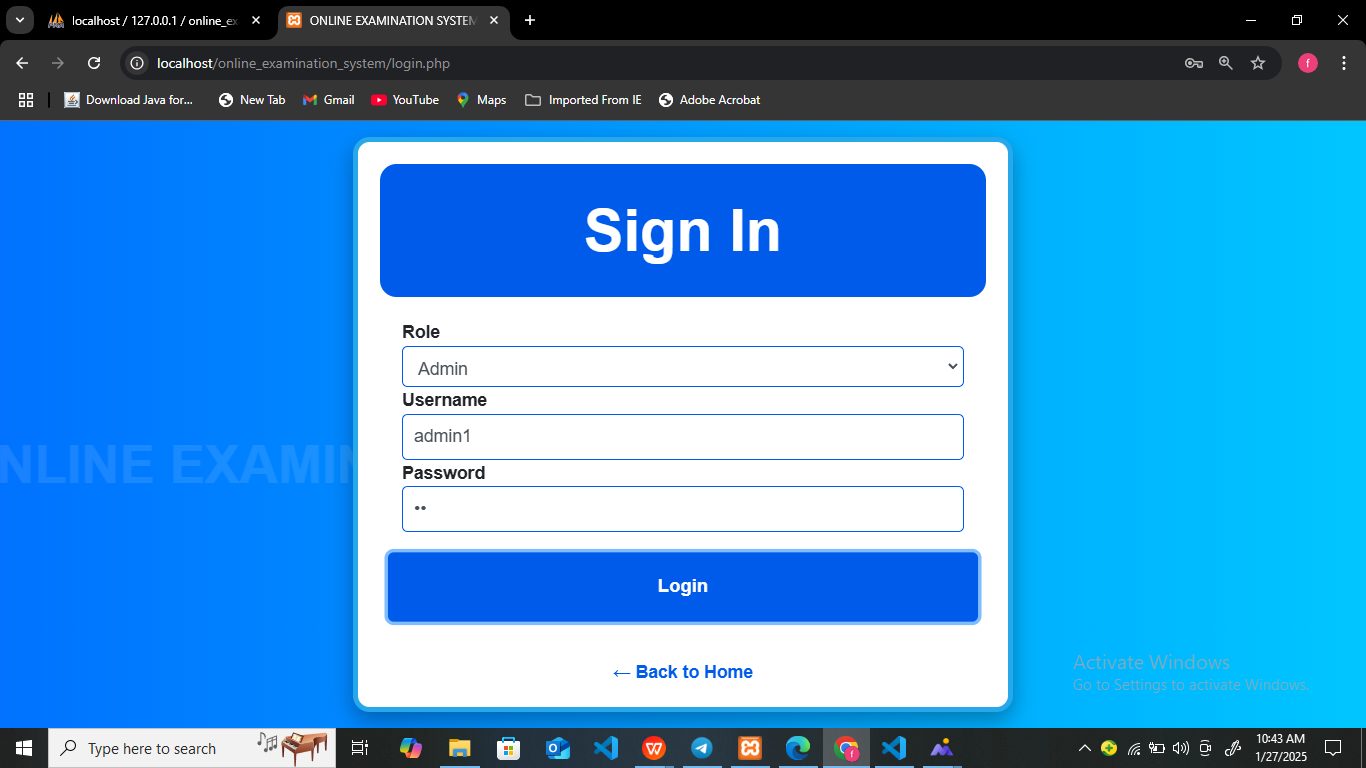 localhost / 127.0.0.1 / online_ex
ONLINE EXAMINATION SYSTEM
localhost/online_examination_system/login.php
f
Download Java for...
New Tab
Gmail
YouTube
Maps
Imported From IE
Adobe Acrobat
Sign In
Role
Admin
Username
admin1
NLINE EXAMIN
Password
••
Login
← Back to Home
Activate Windows
Go to Settings to activate Windows.
Type here to search
10:43 AM
1/27/2025